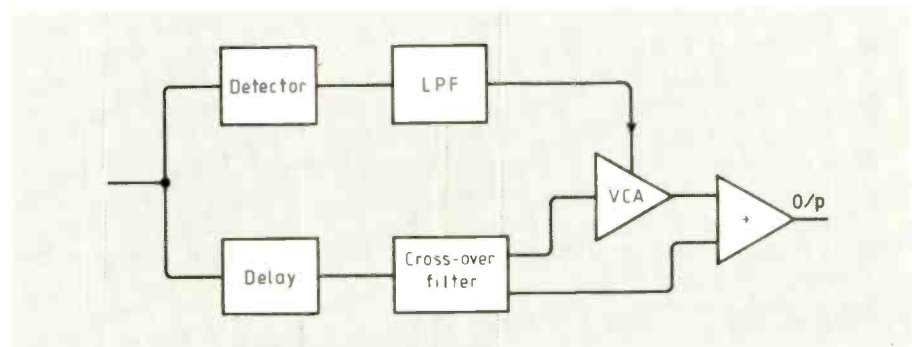 Detector
LPF
VCA
+
O/p
Delay
Cross-over
filter